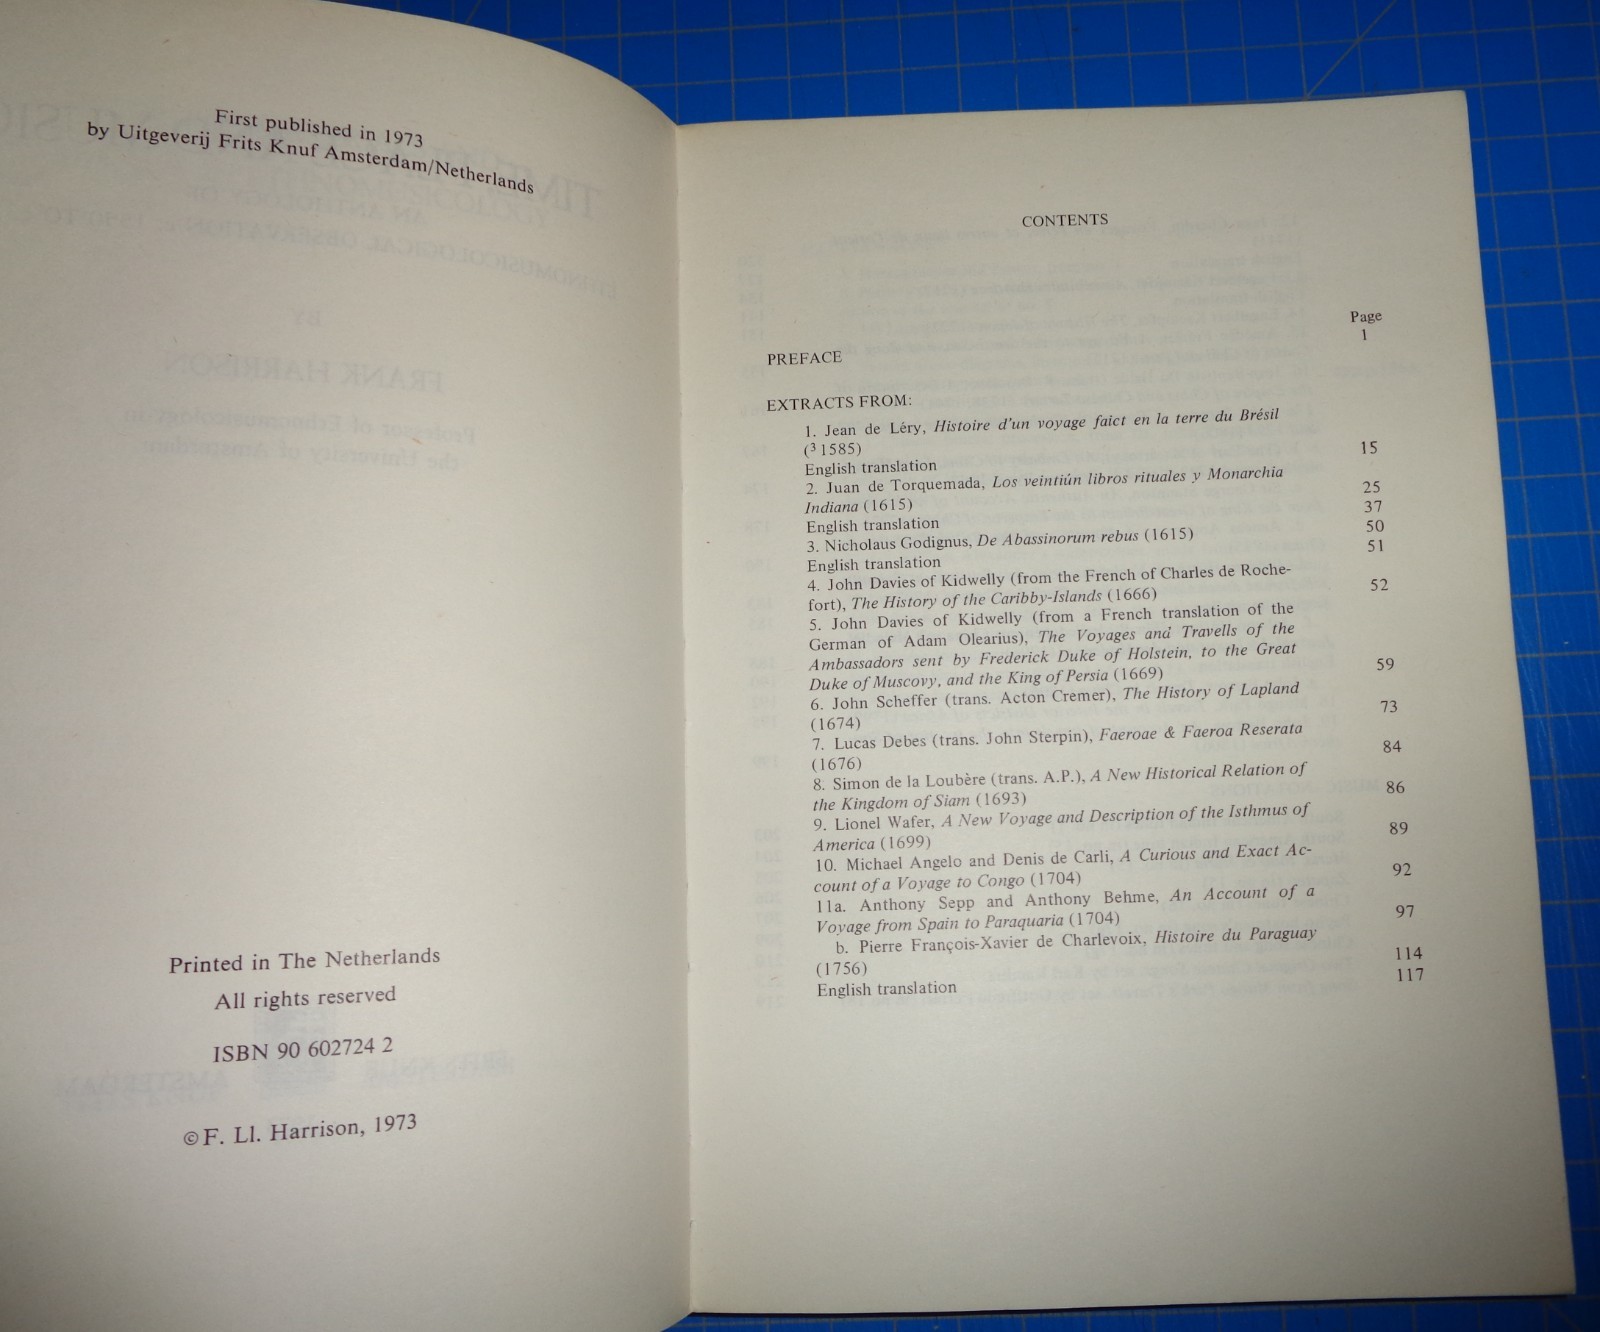 First published in 1973
by Uitgeverij Frits Knuf Amsterdam/Netherlands
Printed in The Netherlands
All rights reserved
ISBN 90 602724 2
© F. Ll. Harrison, 1973
CONTENTS
Page
PREFACE 1
EXTRACTS FROM:
1. Jean de Léry, Histoire d'un voyage faict en la terre du Brésil
(³ 1585)
English translation 15
2. Juan de Torquemada, Los veintiún libros rituales y Monarchia
Indiana (1615) 25
English translation 37
3. Nicholaus Godignus, De Abassinorum rebus (1615) 50
English translation 51
4. John Davies of Kidwelly (from the French of Charles de Roche-
fort), The History of the Caribby-Islands (1666) 52
5. John Davies of Kidwelly (from a French translation of the
German of Adam Olearius), The Voyages and Travells of the
Ambassadors sent by Frederick Duke of Holstein, to the Great
Duke of Muscovy, and the King of Persia (1669) 59
6. John Scheffer (trans. Acton Cremer), The History of Lapland
(1674) 73
7. Lucas Debes (trans. John Sterpin), Faeroae & Faeroa Reserata
(1676) 84
8. Simon de la Loubère (trans. A.P.), A New Historical Relation of
the Kingdom of Siam (1693) 86
9. Lionel Wafer, A New Voyage and Description of the Isthmus of
America (1699) 89
10. Michael Angelo and Denis de Carli, A Curious and Exact Ac-
count of a Voyage to Congo (1704) 92
11a. Anthony Sepp and Anthony Behme, An Account of a
Voyage from Spain to Paraquaria (1704) 97
b. Pierre François-Xavier de Charlevoix, Histoire du Paraguay
(1756) 114
English translation 117